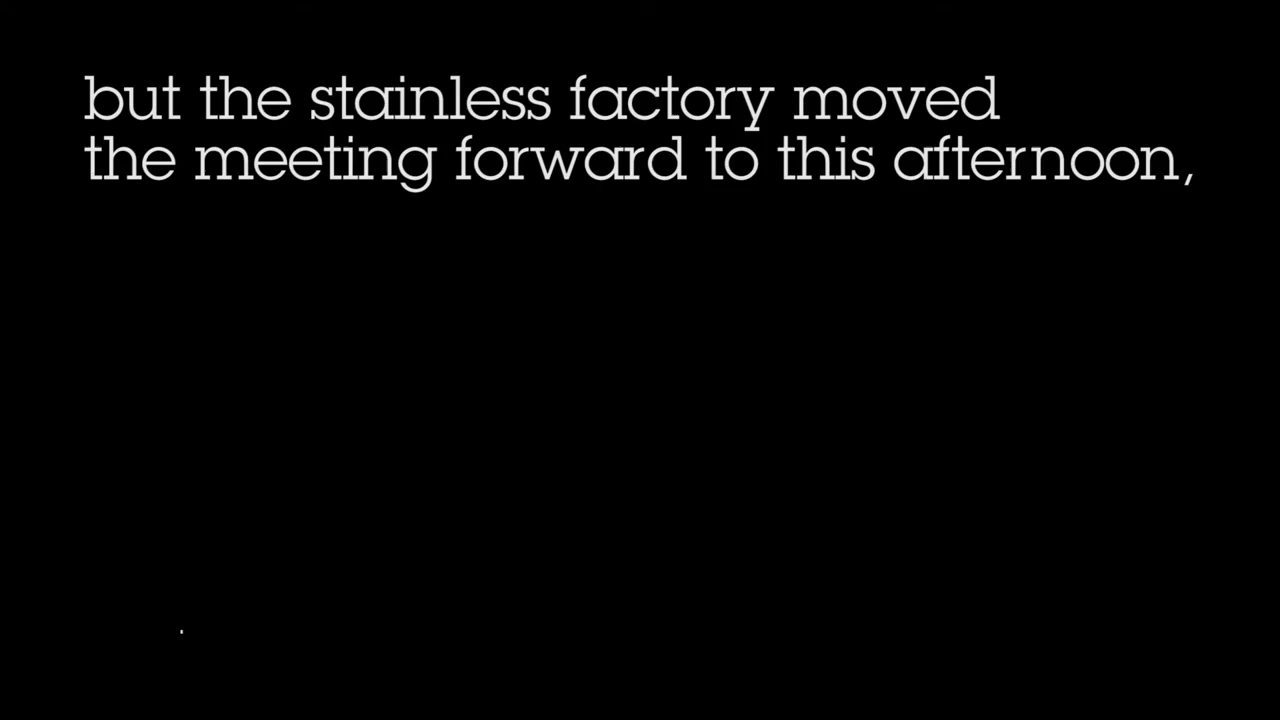 but the stainless factory moved
the meeting forward to this afternoon,